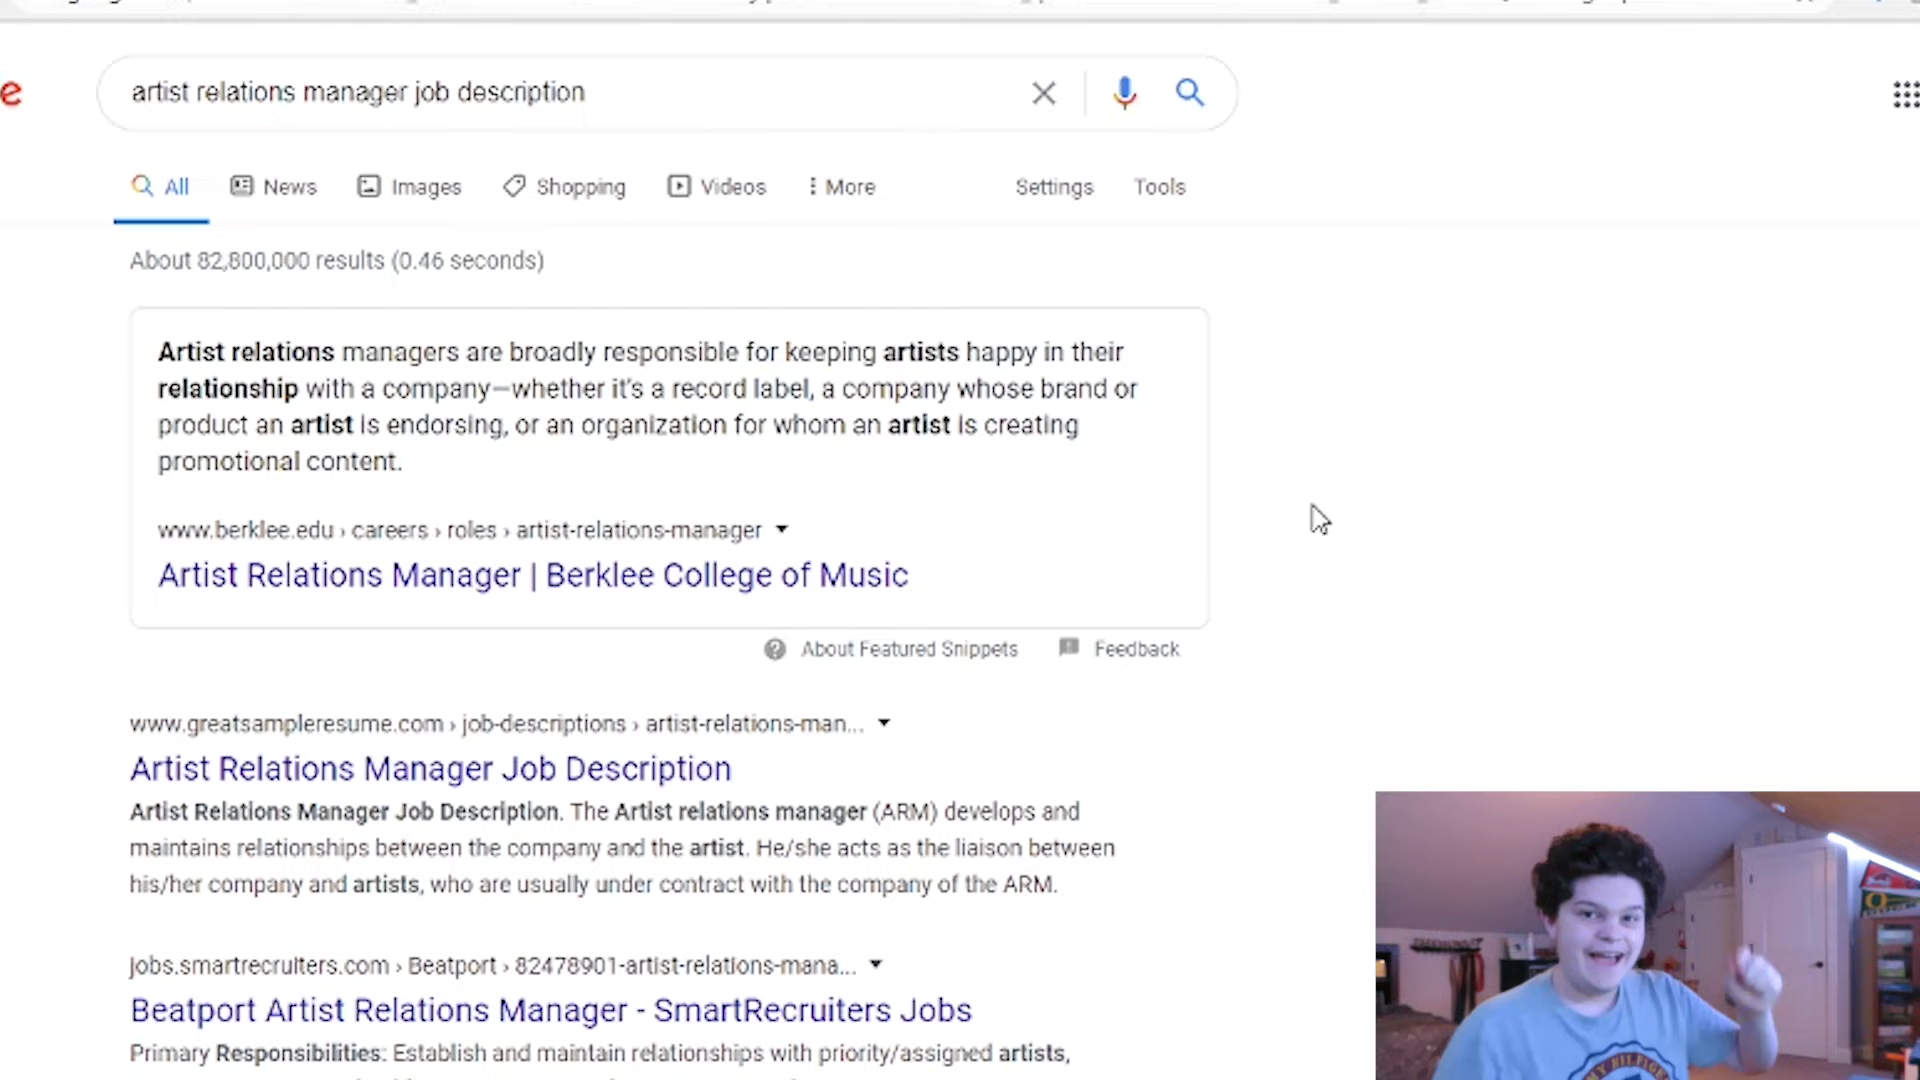 e
artist relations manager job description
All News Images Shopping Videos More Settings Tools
About 82,800,000 results (0.46 seconds)
Artist relations managers are broadly responsible for keeping artists happy in their
relationship with a company—whether it's a record label, a company whose brand or
product an artist is endorsing, or an organization for whom an artist is creating
promotional content.
www.berklee.edu › careers › roles › artist-relations-manager
Artist Relations Manager | Berklee College of Music
About Featured Snippets Feedback
www.greatsampleresume.com › job-descriptions › artist-relations-man...
Artist Relations Manager Job Description
Artist Relations Manager Job Description. The Artist relations manager (ARM) develops and
maintains relationships between the company and the artist. He/she acts as the liaison between
his/her company and artists, who are usually under contract with the company of the ARM.
jobs.smartrecruiters.com › Beatport › 82478901-artist-relations-mana...
Beatport Artist Relations Manager - SmartRecruiters Jobs
Primary Responsibilities: Establish and maintain relationships with priority/assigned artists,
O
MY HILFIGE